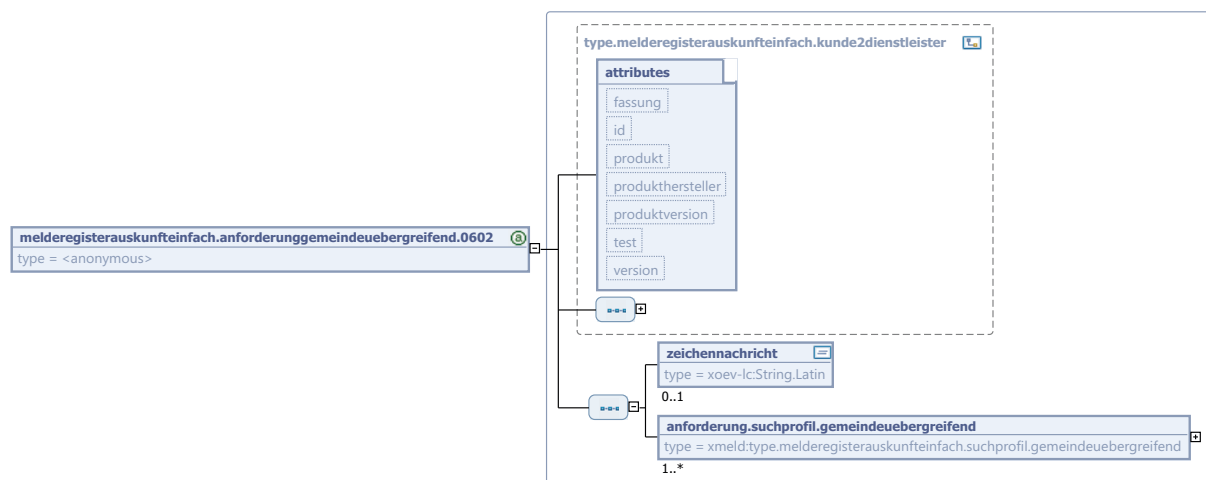 type.melderegisterauskunfteinfach.kunde2dienstleister
attributes
fassung
id
produkt
produkthersteller
produktversion
test
version
melderegisterauskunfteinfach.anforderunggemeindeuebergreifend.0602
type = <anonymous>
zeichennachricht
type = xoev-lc:String.Latin
0..1
anforderung.suchprofil.gemeindeuebergreifend
type = xmeld:type.melderegisterauskunfteinfach.suchprofil.gemeindeuebergreifend
1..*